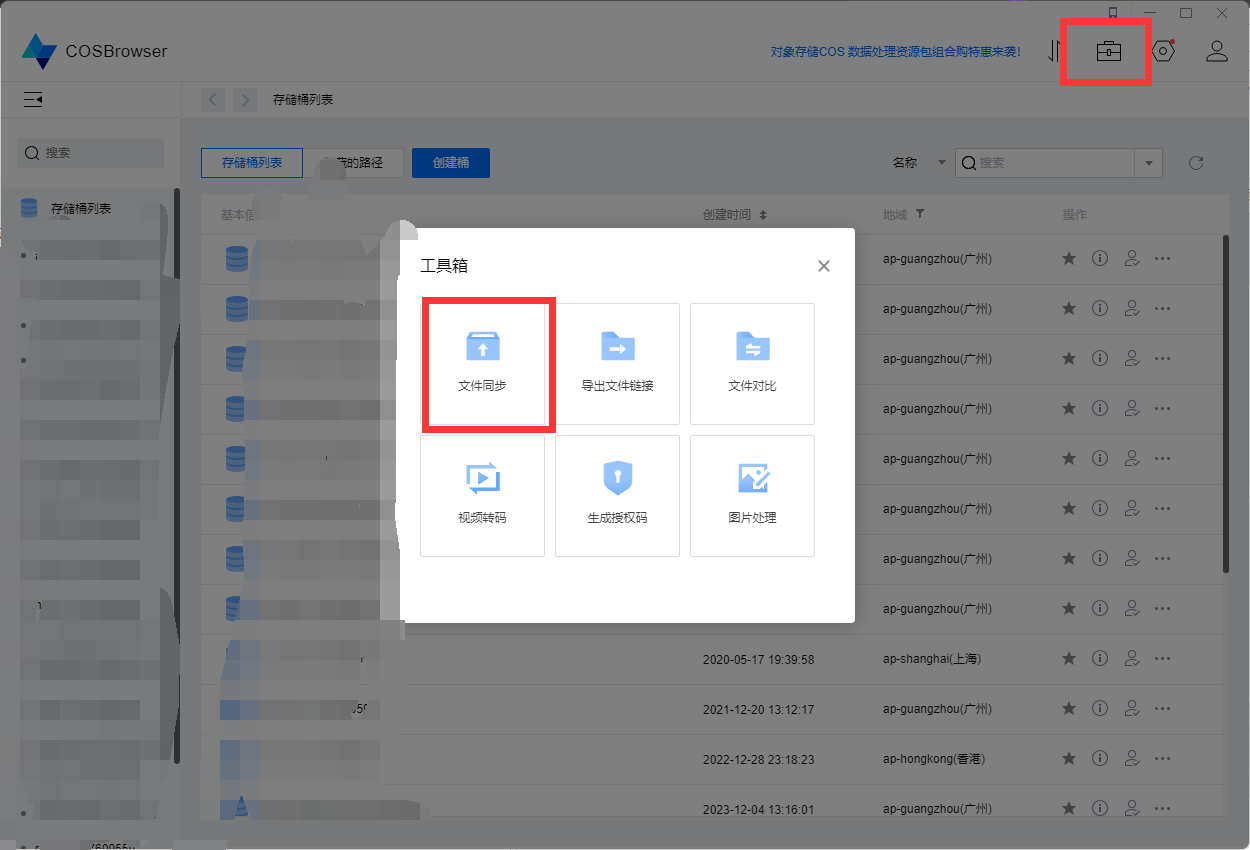 COSBrowser
对象存储COS 数据处理资源包组合购特惠来袭!
存储桶列表
搜索
存储桶列表
存储桶列表
的路径
创建桶
名称
搜索
基本信
创建时间
地域
操作
工具箱
文件同步
导出文件链接
文件对比
视频转码
生成授权码
图片处理
ap-guangzhou(广州)
ap-guangzhou(广州)
ap-guangzhou(广州)
ap-guangzhou(广州)
ap-guangzhou(广州)
ap-guangzhou(广州)
ap-guangzhou(广州)
ap-guangzhou(广州)
2020-05-17 19:39:58
ap-shanghai(上海)
2021-12-20 13:12:17
ap-guangzhou(广州)
2022-12-28 23:18:23
ap-hongkong(香港)
2023-12-04 13:16:01
ap-guangzhou(广州)